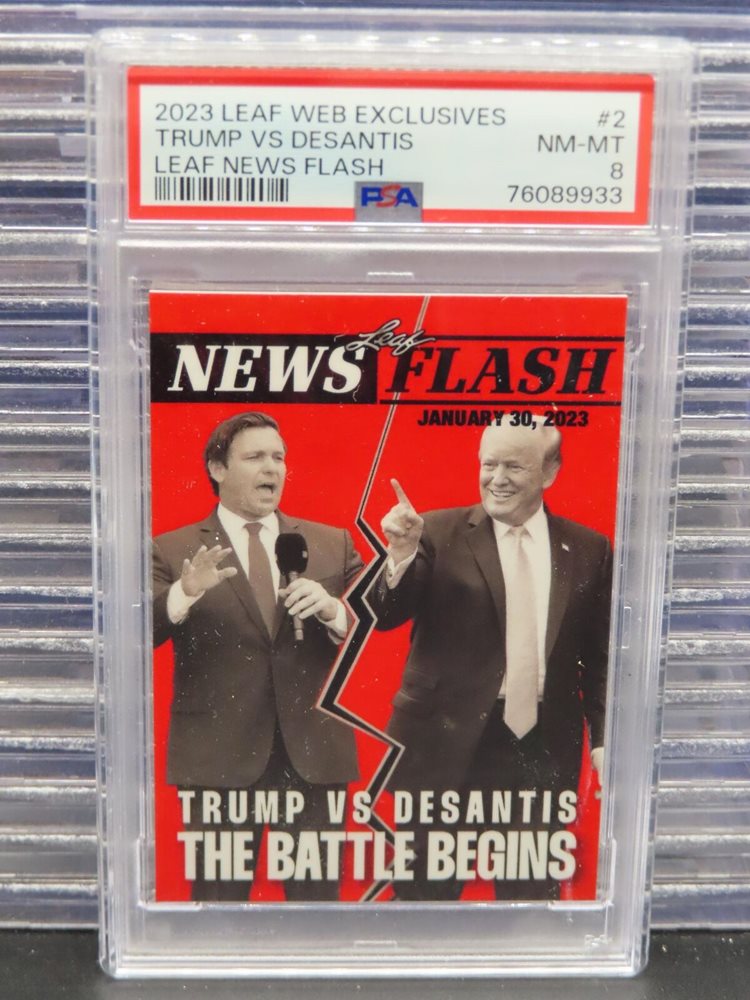 2023 LEAF WEB EXCLUSIVES #2
TRUMP VS DESANTIS NM-MT
LEAF NEWS FLASH 8
PSA 76089933
Leaf
NEWS FLASH
JANUARY 30, 2023
TRUMP VS DESANTIS
THE BATTLE BEGINS